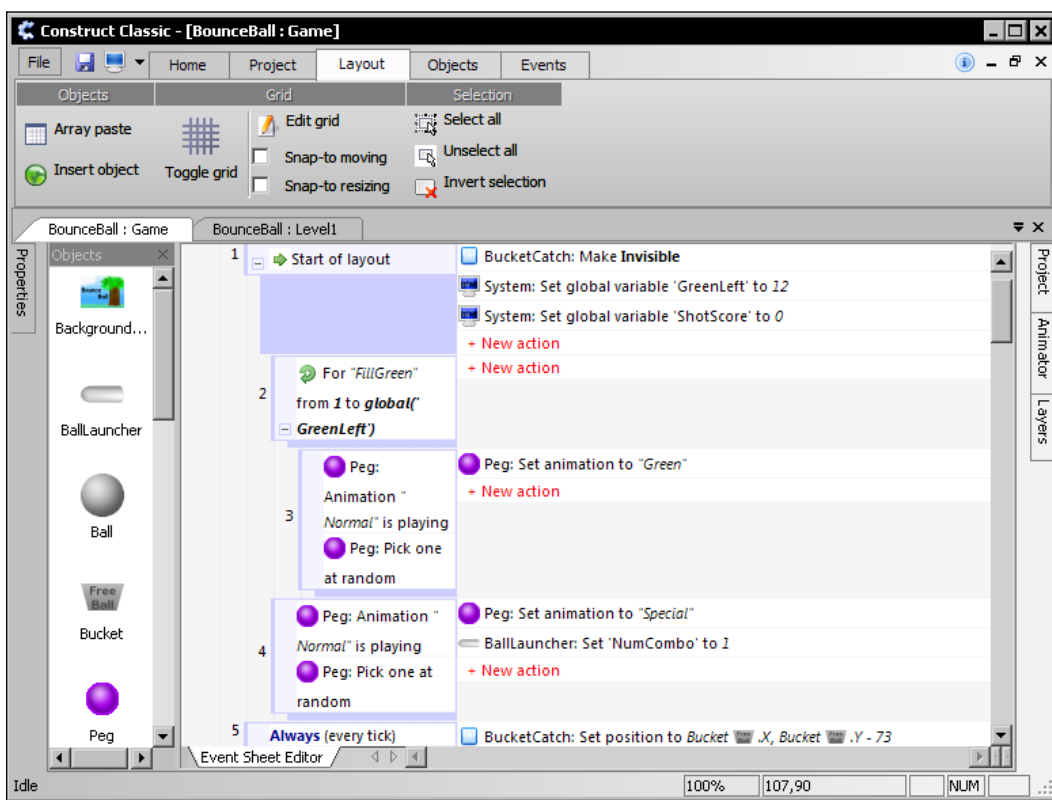 Construct Classic - [BounceBall : Game]
File Home Project Layout Objects Events
Objects Grid Selection
Array paste
Insert object
Toggle grid
Edit grid
Snap-to moving
Snap-to resizing
Select all
Unselect all
Invert selection
BounceBall : Game BounceBall : Level1
Properties
Objects
Bounce
Ball
Background...
BallLauncher
Ball
Free
Ball
Bucket
Peg
1 Start of layout
BucketCatch: Make Invisible
System: Set global variable 'GreenLeft' to 12
System: Set global variable 'ShotScore' to 0
+ New action
2 For "FillGreen"
from 1 to global('
GreenLeft')
+ New action
3 Peg:
Animation "
Normal" is playing
Peg: Pick one
at random
Peg: Set animation to "Green"
+ New action
4 Peg: Animation "
Normal" is playing
Peg: Pick one at
random
Peg: Set animation to "Special"
BallLauncher: Set 'NumCombo' to 1
+ New action
5 Always (every tick)
BucketCatch: Set position to Bucket .X, Bucket .Y - 73
Project
Animator
Layers
Event Sheet Editor
Idle 100% 107,90 NUM